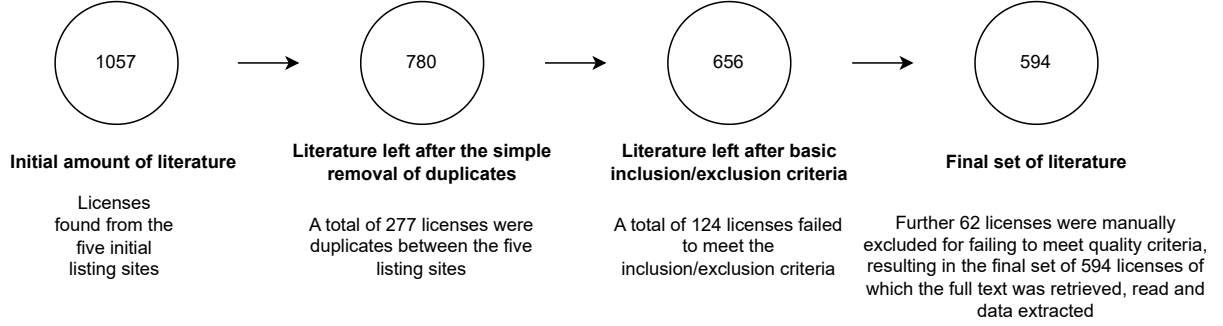 1057
780
656
594
Initial amount of literature
Licenses
found from the
five initial
listing sites
Literature left after the simple
removal of duplicates
A total of 277 licenses were
duplicates between the five
listing sites
Literature left after basic
inclusion/exclusion criteria
A total of 124 licenses failed
to meet the
inclusion/exclusion criteria
Final set of literature
Further 62 licenses were manually
excluded for failing to meet quality criteria,
resulting in the final set of 594 licenses of
which the full text was retrieved, read and
data extracted